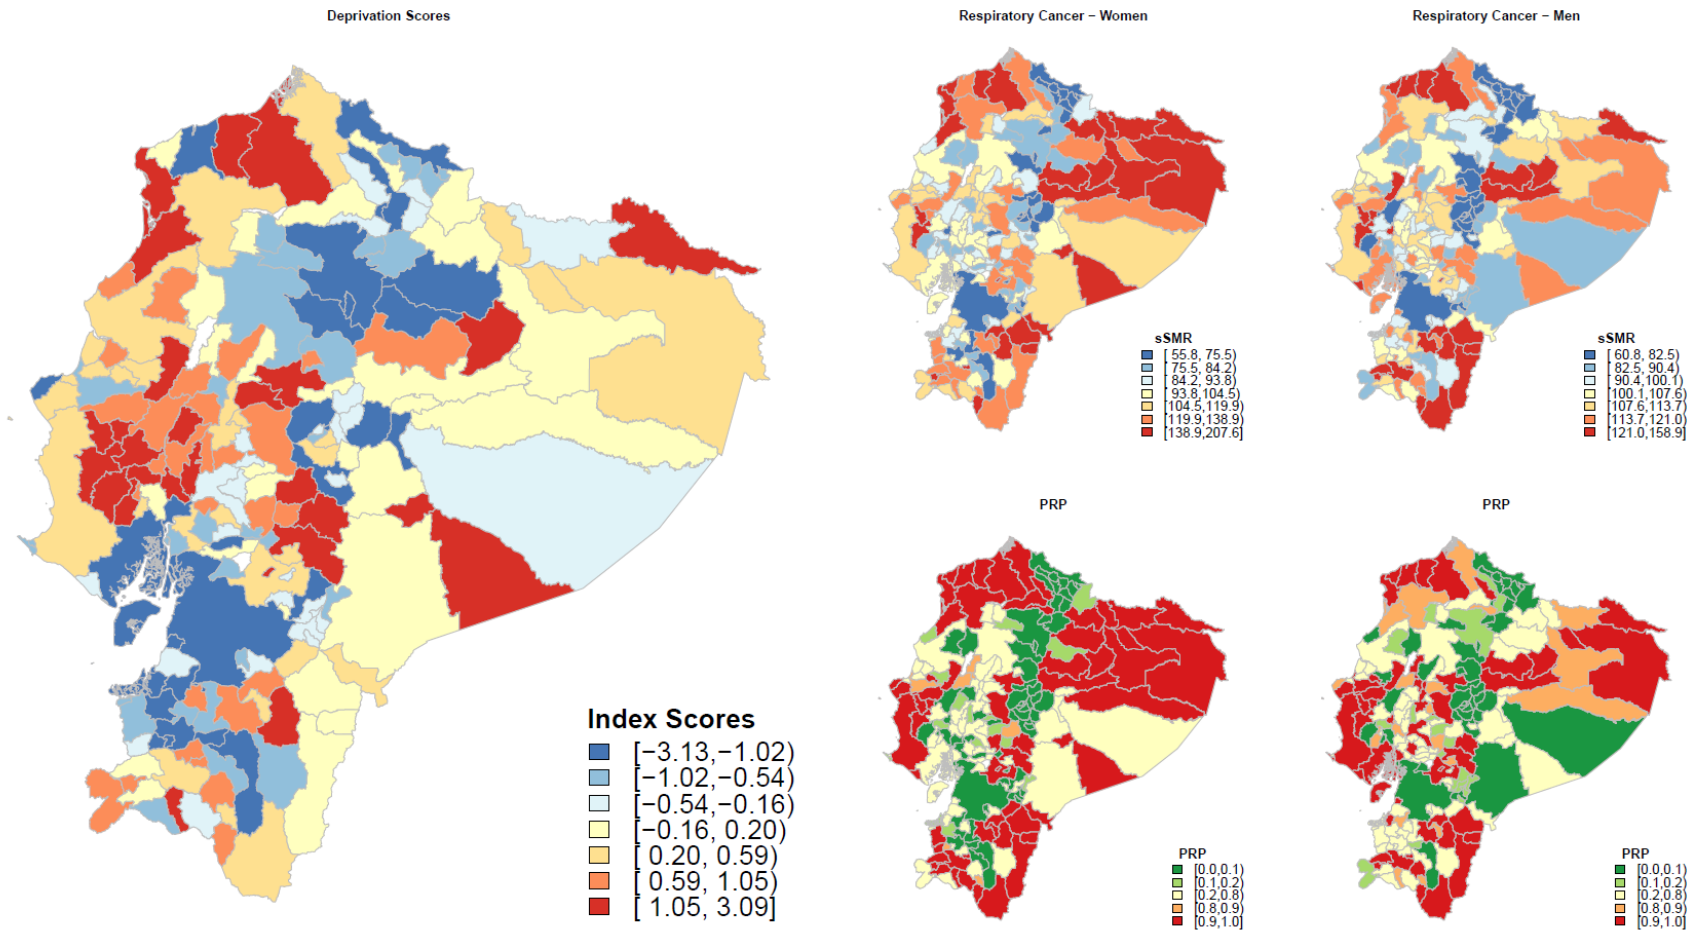 Deprivation Scores
Index Scores
[−3.13,−1.02)
[−1.02,−0.54)
[−0.54,−0.16)
[−0.16, 0.20)
[ 0.20, 0.59)
[ 0.59, 1.05)
[ 1.05, 3.09]
Respiratory Cancer − Women
sSMR
[ 55.8, 75.5)
[ 75.5, 84.2)
[ 84.2, 93.8)
[ 93.8,104.5)
[104.5,119.9)
[119.9,138.9)
[138.9,207.6]
Respiratory Cancer − Men
sSMR
[ 60.8, 82.5)
[ 82.5, 90.4)
[ 90.4,100.1)
[100.1,107.6)
[107.6,113.7)
[113.7,121.0)
[121.0,158.9]
PRP
PRP
[0.0,0.1)
[0.1,0.2)
[0.2,0.8)
[0.8,0.9)
[0.9,1.0]
PRP
PRP
[0.0,0.1)
[0.1,0.2)
[0.2,0.8)
[0.8,0.9)
[0.9,1.0]